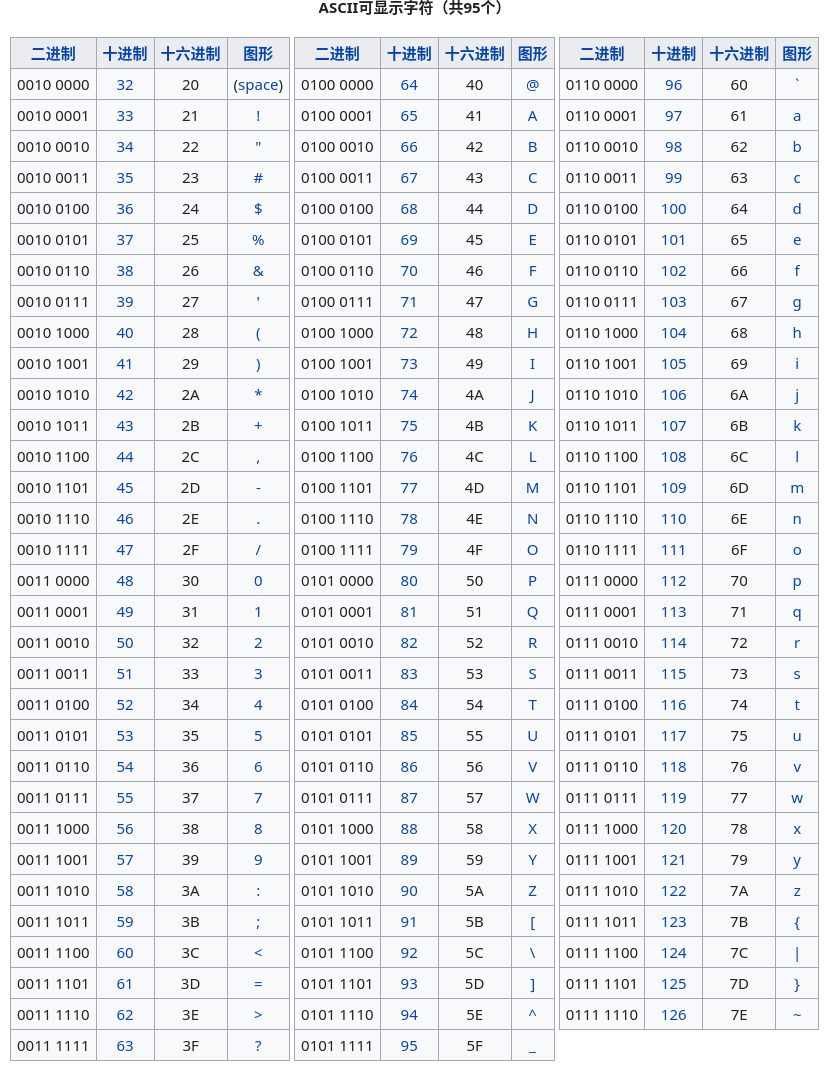 ASCII可显示字符（共95个）
二进制 十进制 十六进制 图形 二进制 十进制 十六进制 图形 二进制 十进制 十六进制 图形
0010 0000 32 20 (space) 0100 0000 64 40 @ 0110 0000 96 60 `
0010 0001 33 21 ! 0100 0001 65 41 A 0110 0001 97 61 a
0010 0010 34 22 " 0100 0010 66 42 B 0110 0010 98 62 b
0010 0011 35 23 # 0100 0011 67 43 C 0110 0011 99 63 c
0010 0100 36 24 $ 0100 0100 68 44 D 0110 0100 100 64 d
0010 0101 37 25 % 0100 0101 69 45 E 0110 0101 101 65 e
0010 0110 38 26 & 0100 0110 70 46 F 0110 0110 102 66 f
0010 0111 39 27 ' 0100 0111 71 47 G 0110 0111 103 67 g
0010 1000 40 28 ( 0100 1000 72 48 H 0110 1000 104 68 h
0010 1001 41 29 ) 0100 1001 73 49 I 0110 1001 105 69 i
0010 1010 42 2A * 0100 1010 74 4A J 0110 1010 106 6A j
0010 1011 43 2B + 0100 1011 75 4B K 0110 1011 107 6B k
0010 1100 44 2C , 0100 1100 76 4C L 0110 1100 108 6C l
0010 1101 45 2D - 0100 1101 77 4D M 0110 1101 109 6D m
0010 1110 46 2E . 0100 1110 78 4E N 0110 1110 110 6E n
0010 1111 47 2F / 0100 1111 79 4F O 0110 1111 111 6F o
0011 0000 48 30 0 0101 0000 80 50 P 0111 0000 112 70 p
0011 0001 49 31 1 0101 0001 81 51 Q 0111 0001 113 71 q
0011 0010 50 32 2 0101 0010 82 52 R 0111 0010 114 72 r
0011 0011 51 33 3 0101 0011 83 53 S 0111 0011 115 73 s
0011 0100 52 34 4 0101 0100 84 54 T 0111 0100 116 74 t
0011 0101 53 35 5 0101 0101 85 55 U 0111 0101 117 75 u
0011 0110 54 36 6 0101 0110 86 56 V 0111 0110 118 76 v
0011 0111 55 37 7 0101 0111 87 57 W 0111 0111 119 77 w
0011 1000 56 38 8 0101 1000 88 58 X 0111 1000 120 78 x
0011 1001 57 39 9 0101 1001 89 59 Y 0111 1001 121 79 y
0011 1010 58 3A : 0101 1010 90 5A Z 0111 1010 122 7A z
0011 1011 59 3B ; 0101 1011 91 5B [ 0111 1011 123 7B {
0011 1100 60 3C < 0101 1100 92 5C \ 0111 1100 124 7C |
0011 1101 61 3D = 0101 1101 93 5D ] 0111 1101 125 7D }
0011 1110 62 3E > 0101 1110 94 5E ^ 0111 1110 126 7E ~
0011 1111 63 3F ? 0101 1111 95 5F _